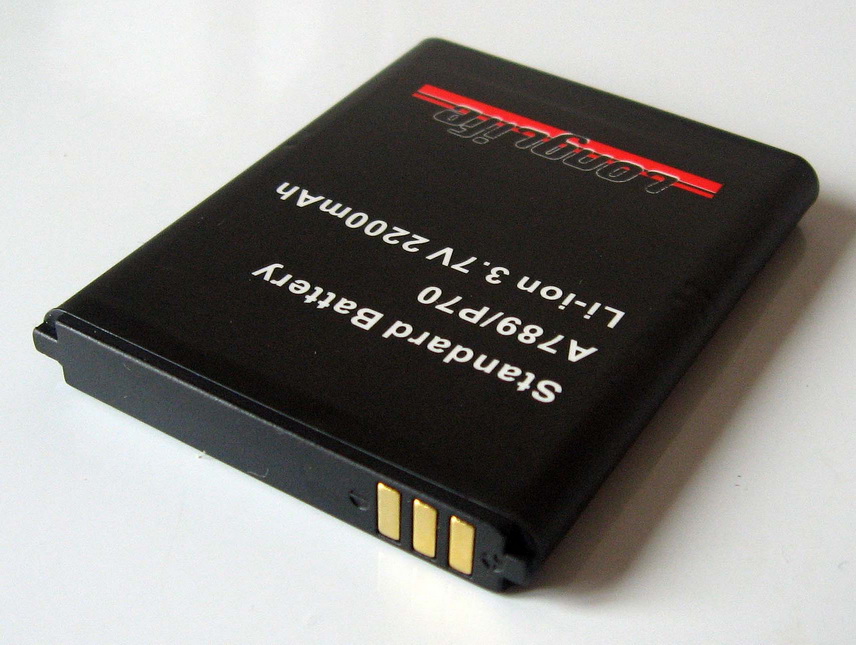 LongLife
Li-ion 3.7V 2200mAh
A789/P70
Standard Battery